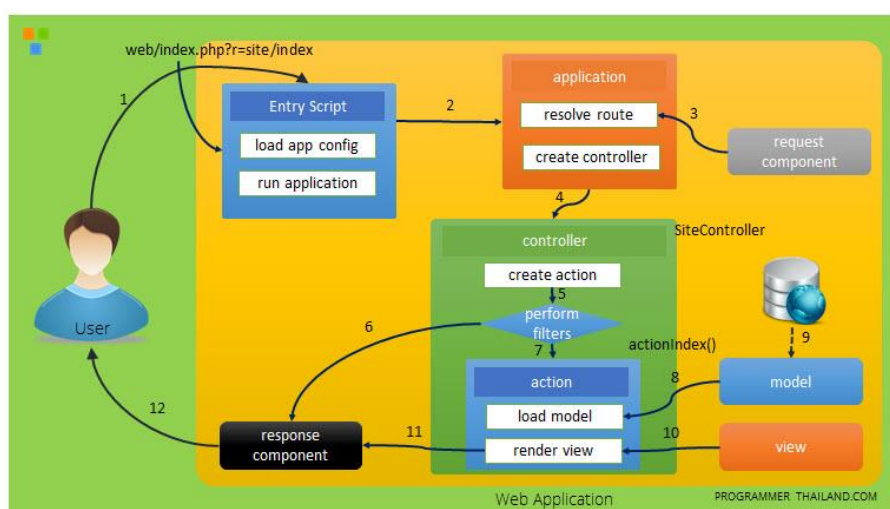 web/index.php?r=site/index
1
Entry Script
load app config
run application
2
application
resolve route
create controller
3
request
component
4
SiteController
controller
create action
5
perform
filters
6
7
actionIndex()
action
load model
render view
8
9
model
10
view
11
response
component
12
User
Web Application
PROGRAMMER THAILAND.COM